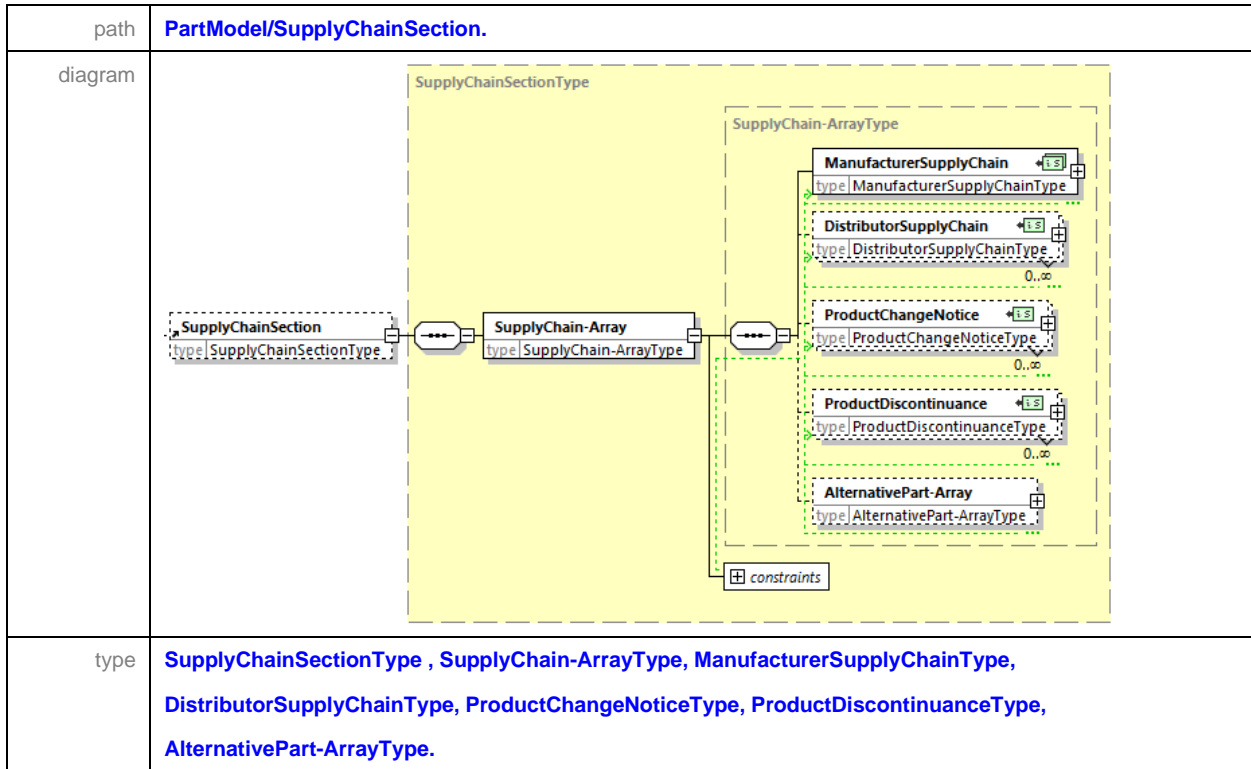 path
PartModel/SupplyChainSection.
diagram
SupplyChainSectionType
SupplyChain-ArrayType
ManufacturerSupplyChain
type ManufacturerSupplyChainType
DistributorSupplyChain
type DistributorSupplyChainType
0..∞
SupplyChainSection
type SupplyChainSectionType
SupplyChain-Array
type SupplyChain-ArrayType
ProductChangeNotice
type ProductChangeNoticeType
0..∞
ProductDiscontinuance
type ProductDiscontinuanceType
0..∞
AlternativePart-Array
type AlternativePart-ArrayType
constraints
type
SupplyChainSectionType , SupplyChain-ArrayType, ManufacturerSupplyChainType,
DistributorSupplyChainType, ProductChangeNoticeType, ProductDiscontinuanceType,
AlternativePart-ArrayType.